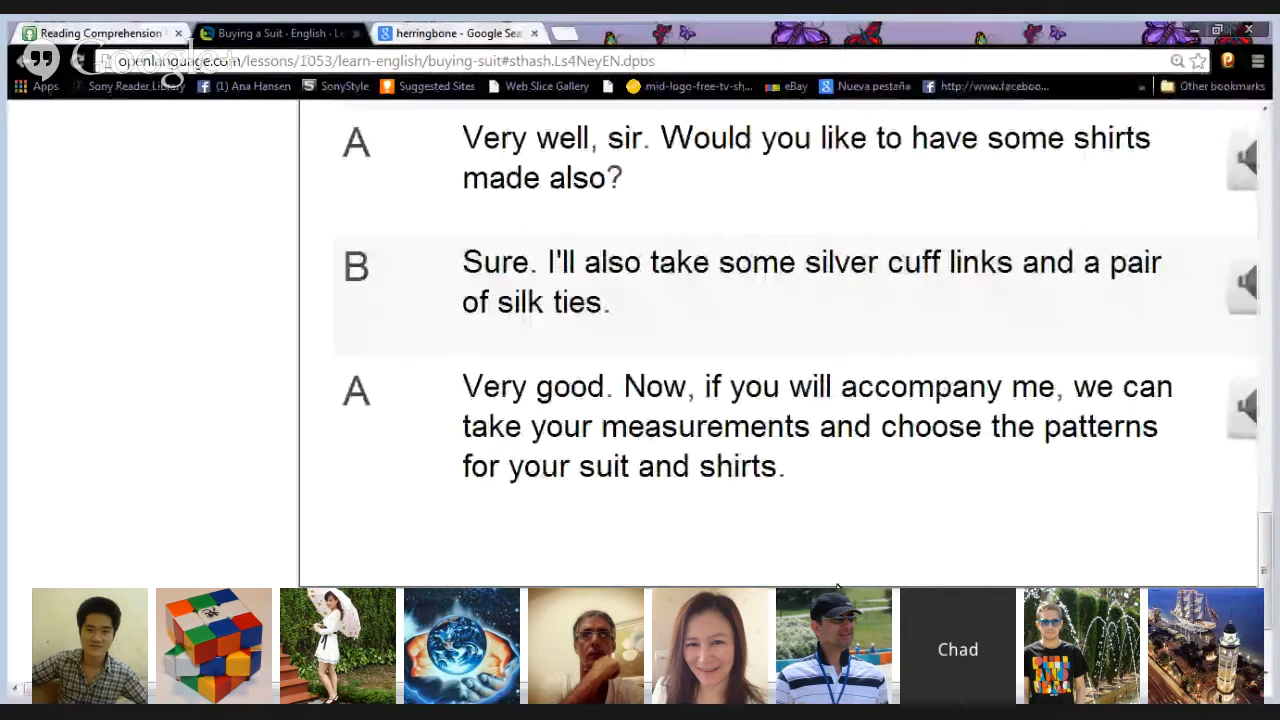 Reading Comprehension
Buying a Suit · English · Le
herringbone - Google Sea
Google+
openlanguage.com/lessons/1053/learn-english/buying-suit#sthash.ts4NeyEN.dpbs
Apps
Sony Reader Library
(1) Ana Hansen
SonyStyle
Suggested Sites
Web Slice Gallery
mid-logo-free-tv-sh...
eBay
Nueva pestaña
http://www.faceboo...
»
Other bookmarks
A
Very well, sir. Would you like to have some shirts
made also?
B
Sure. I'll also take some silver cuff links and a pair
of silk ties.
A
Very good. Now, if you will accompany me, we can
take your measurements and choose the patterns
for your suit and shirts.
Chad